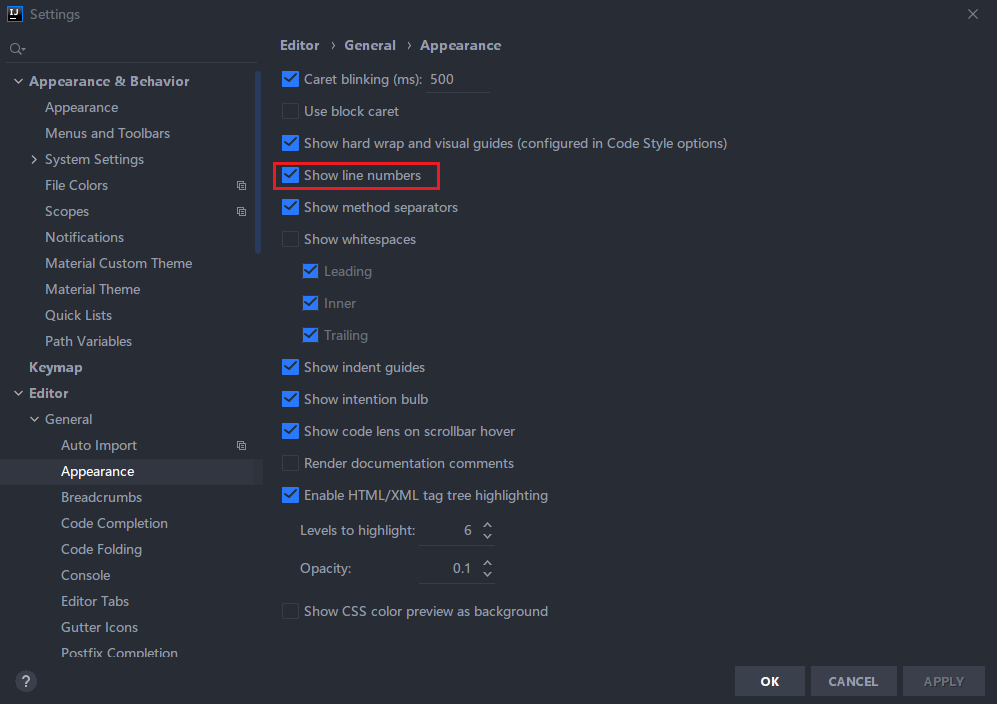 IJ
Settings
Appearance & Behavior
Appearance
Menus and Toolbars
System Settings
File Colors
Scopes
Notifications
Material Custom Theme
Material Theme
Quick Lists
Path Variables
Keymap
Editor
General
Auto Import
Appearance
Breadcrumbs
Code Completion
Code Folding
Console
Editor Tabs
Gutter Icons
Postfix Completion
Editor › General › Appearance
Caret blinking (ms): 500
Use block caret
Show hard wrap and visual guides (configured in Code Style options)
Show line numbers
Show method separators
Show whitespaces
Leading
Inner
Trailing
Show indent guides
Show intention bulb
Show code lens on scrollbar hover
Render documentation comments
Enable HTML/XML tag tree highlighting
Levels to highlight: 6
Opacity: 0.1
Show CSS color preview as background
?
OK CANCEL APPLY